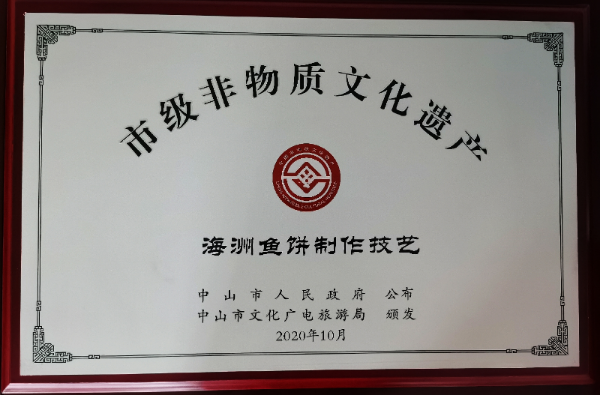 市级非物质文化遗产
海洲鱼饼制作技艺
中山市人民政府 公布
中山市文化广电旅游局 颁发
2020年10月